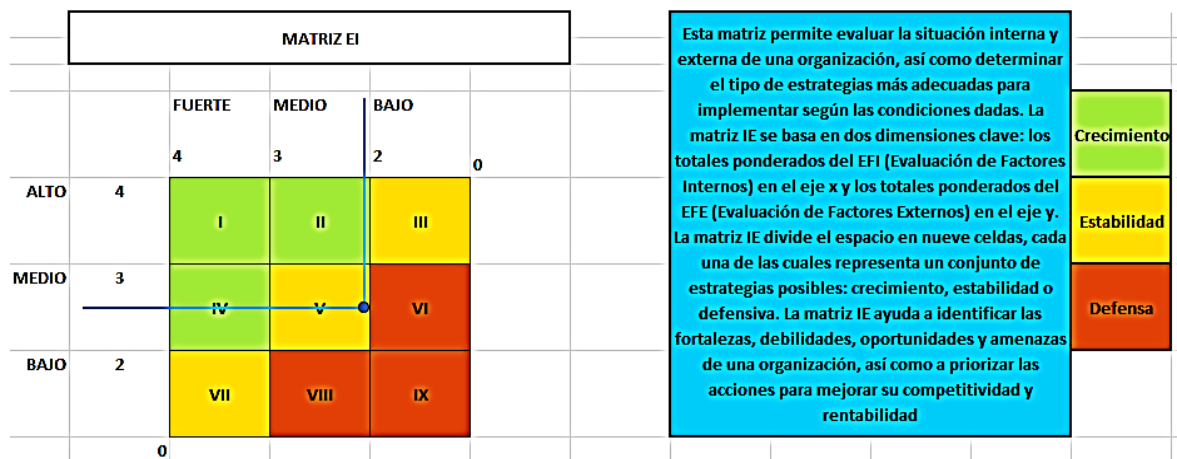 MATRIZ EI
FUERTE MEDIO BAJO
4 3 2 0
ALTO 4
I II III
MEDIO 3
IV V VI
BAJO 2
VII VIII IX
0
Esta matriz permite evaluar la situación interna y
externa de una organización, así como determinar
el tipo de estrategias más adecuadas para
implementar según las condiciones dadas. La
matriz IE se basa en dos dimensiones clave: los
totales ponderados del EFI (Evaluación de Factores
Internos) en el eje x y los totales ponderados del
EFE (Evaluación de Factores Externos) en el eje y.
La matriz IE divide el espacio en nueve celdas, cada
una de las cuales representa un conjunto de
estrategias posibles: crecimiento, estabilidad o
defensiva. La matriz IE ayuda a identificar las
fortalezas, debilidades, oportunidades y amenazas
de una organización, así como a priorizar las
acciones para mejorar su competitividad y
rentabilidad
Crecimiento
Estabilidad
Defensa